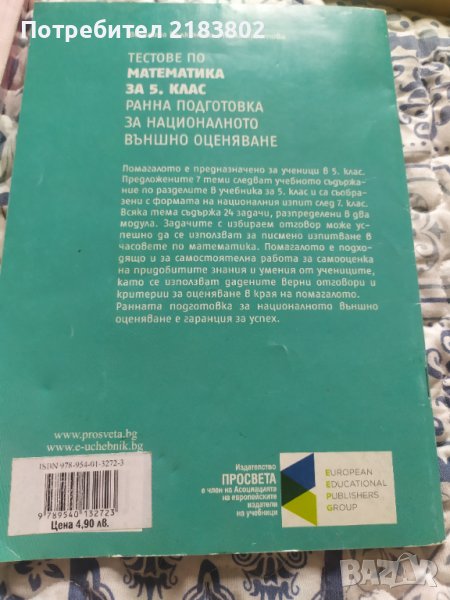 Потребител 2183802
ТЕСТОВЕ ПО
МАТЕМАТИКА
ЗА 5. КЛАС
РАННА ПОДГОТОВКА
ЗА НАЦИОНАЛНОТО
ВЪНШНО ОЦЕНЯВАНЕ
Помагалото е предназначено за ученици в 5. клас.
Предложените 7 теми следват учебното съдържа-
ние по разделите в учебника за 5. клас и са съобра-
зени с формата на националния изпит след 7. клас.
Всяка тема съдържа 24 задачи, разпределени в два
модула. Задачите с избираем отговор може ус-
пешно да се използват за писмено изпитване в
часовете по математика. Помагалото е подхо-
дящо и за самостоятелна работа за самооценка
на придобитите знания и умения от учениците,
като се използват дадените верни отговори и
критерии за оценяване в края на помагалото.
Ранната подготовка за националното външно
оценяване е гаранция за успех.
www.prosveta.bg
www.e-uchebnik.bg
ISBN 978-954-01-3272-3
9 789540 132723
Цена 4,90 лв.
Издателство
ПРОСВЕТА
е член на Асоциацията
на европейските
издатели
на учебници
EUROPEAN
EDUCATIONAL
PUBLISHERS
GROUP
BAZAR